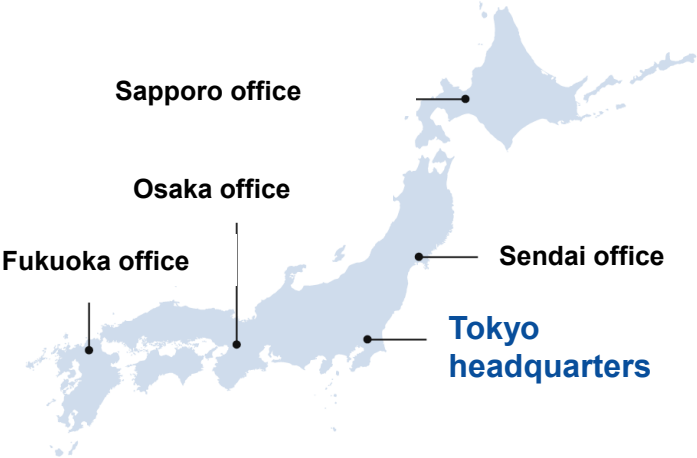 Sapporo office
Osaka office
Fukuoka office
Sendai office
Tokyo
headquarters